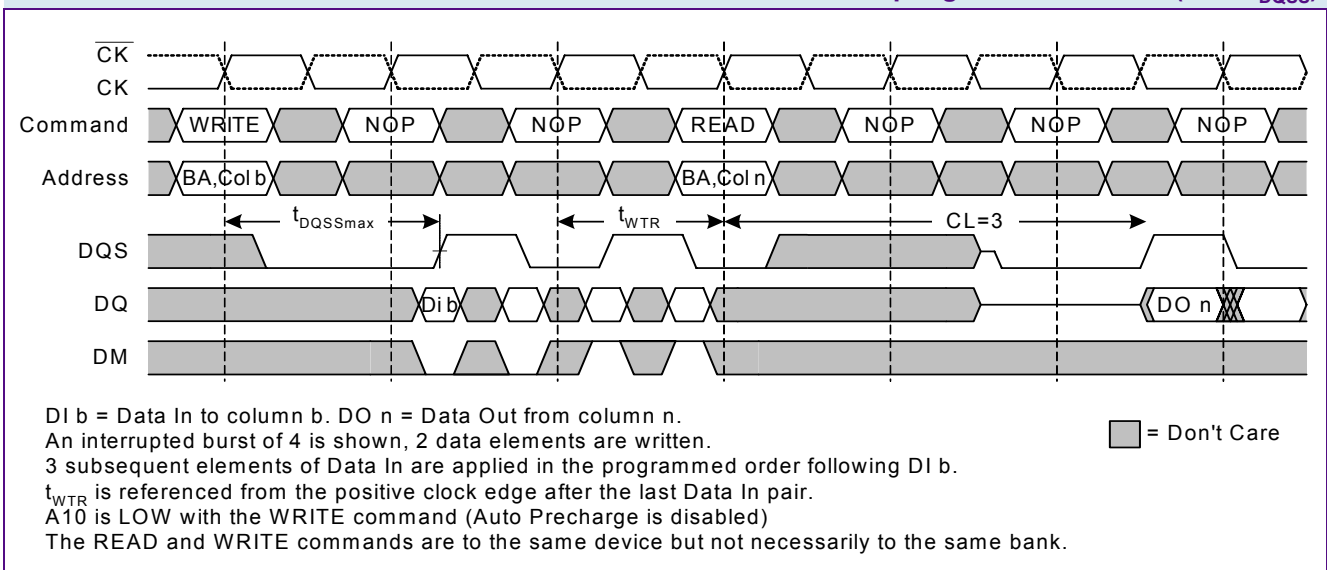 DQSS
CK
CK
Command WRITE NOP NOP READ NOP NOP NOP
Address BA,Col b BA,Col n
tDQSSmax tWTR CL=3
DQS
DQ Di b DO n
DM
DI b = Data In to column b. DO n = Data Out from column n.
An interrupted burst of 4 is shown, 2 data elements are written.
= Don't Care
3 subsequent elements of Data In are applied in the programmed order following DI b.
tWTR is referenced from the positive clock edge after the last Data In pair.
A10 is LOW with the WRITE command (Auto Precharge is disabled)
The READ and WRITE commands are to the same device but not necessarily to the same bank.